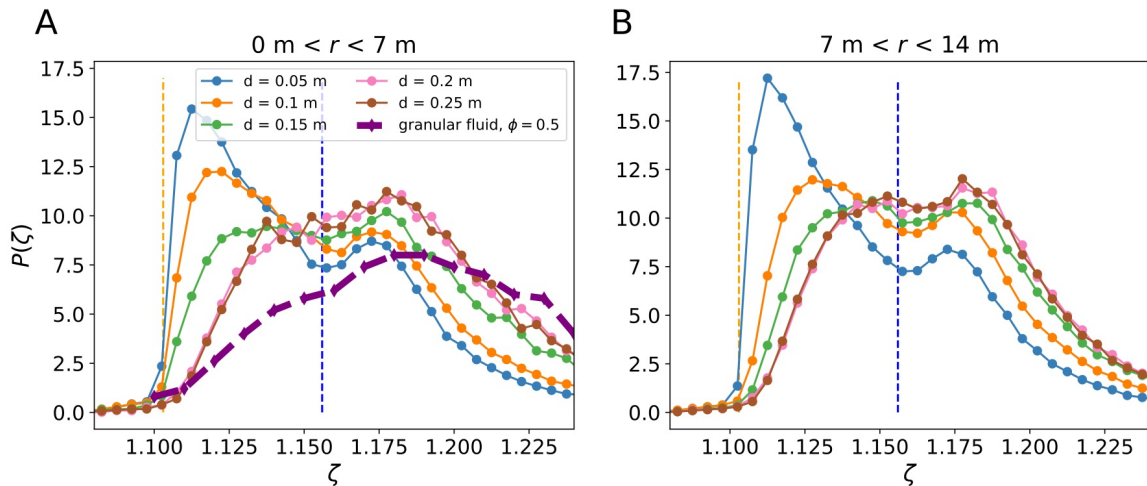 A
0 m < r < 7 m
P(ζ)
17.5
15.0
12.5
10.0
7.5
5.0
2.5
0.0
d = 0.05 m
d = 0.1 m
d = 0.15 m
d = 0.2 m
d = 0.25 m
granular fluid, ϕ = 0.5
1.100 1.125 1.150 1.175 1.200 1.225
ζ
B
7 m < r < 14 m
17.5
15.0
12.5
10.0
7.5
5.0
2.5
0.0
1.100 1.125 1.150 1.175 1.200 1.225
ζ